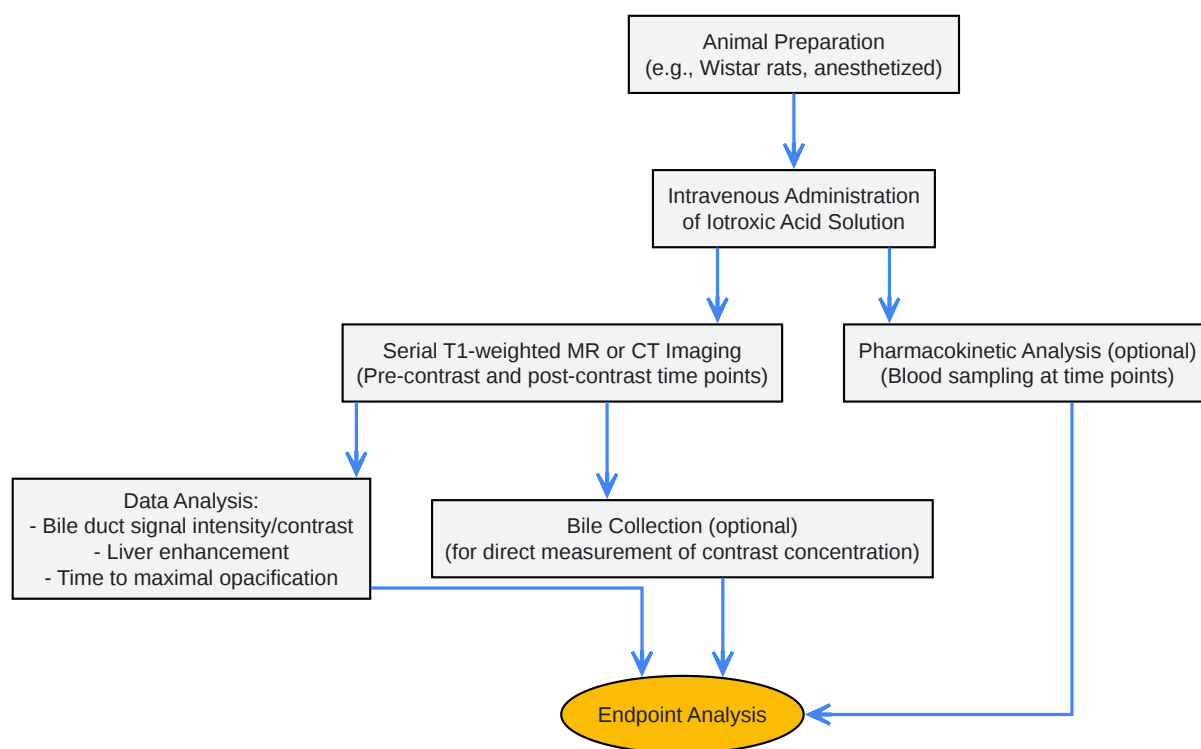 Animal Preparation
(e.g., Wistar rats, anesthetized)
Intravenous Administration
of Iotroxic Acid Solution
Serial T1-weighted MR or CT Imaging
(Pre-contrast and post-contrast time points)
Pharmacokinetic Analysis (optional)
(Blood sampling at time points)
Data Analysis:
- Bile duct signal intensity/contrast
- Liver enhancement
- Time to maximal opacification
Bile Collection (optional)
(for direct measurement of contrast concentration)
Endpoint Analysis